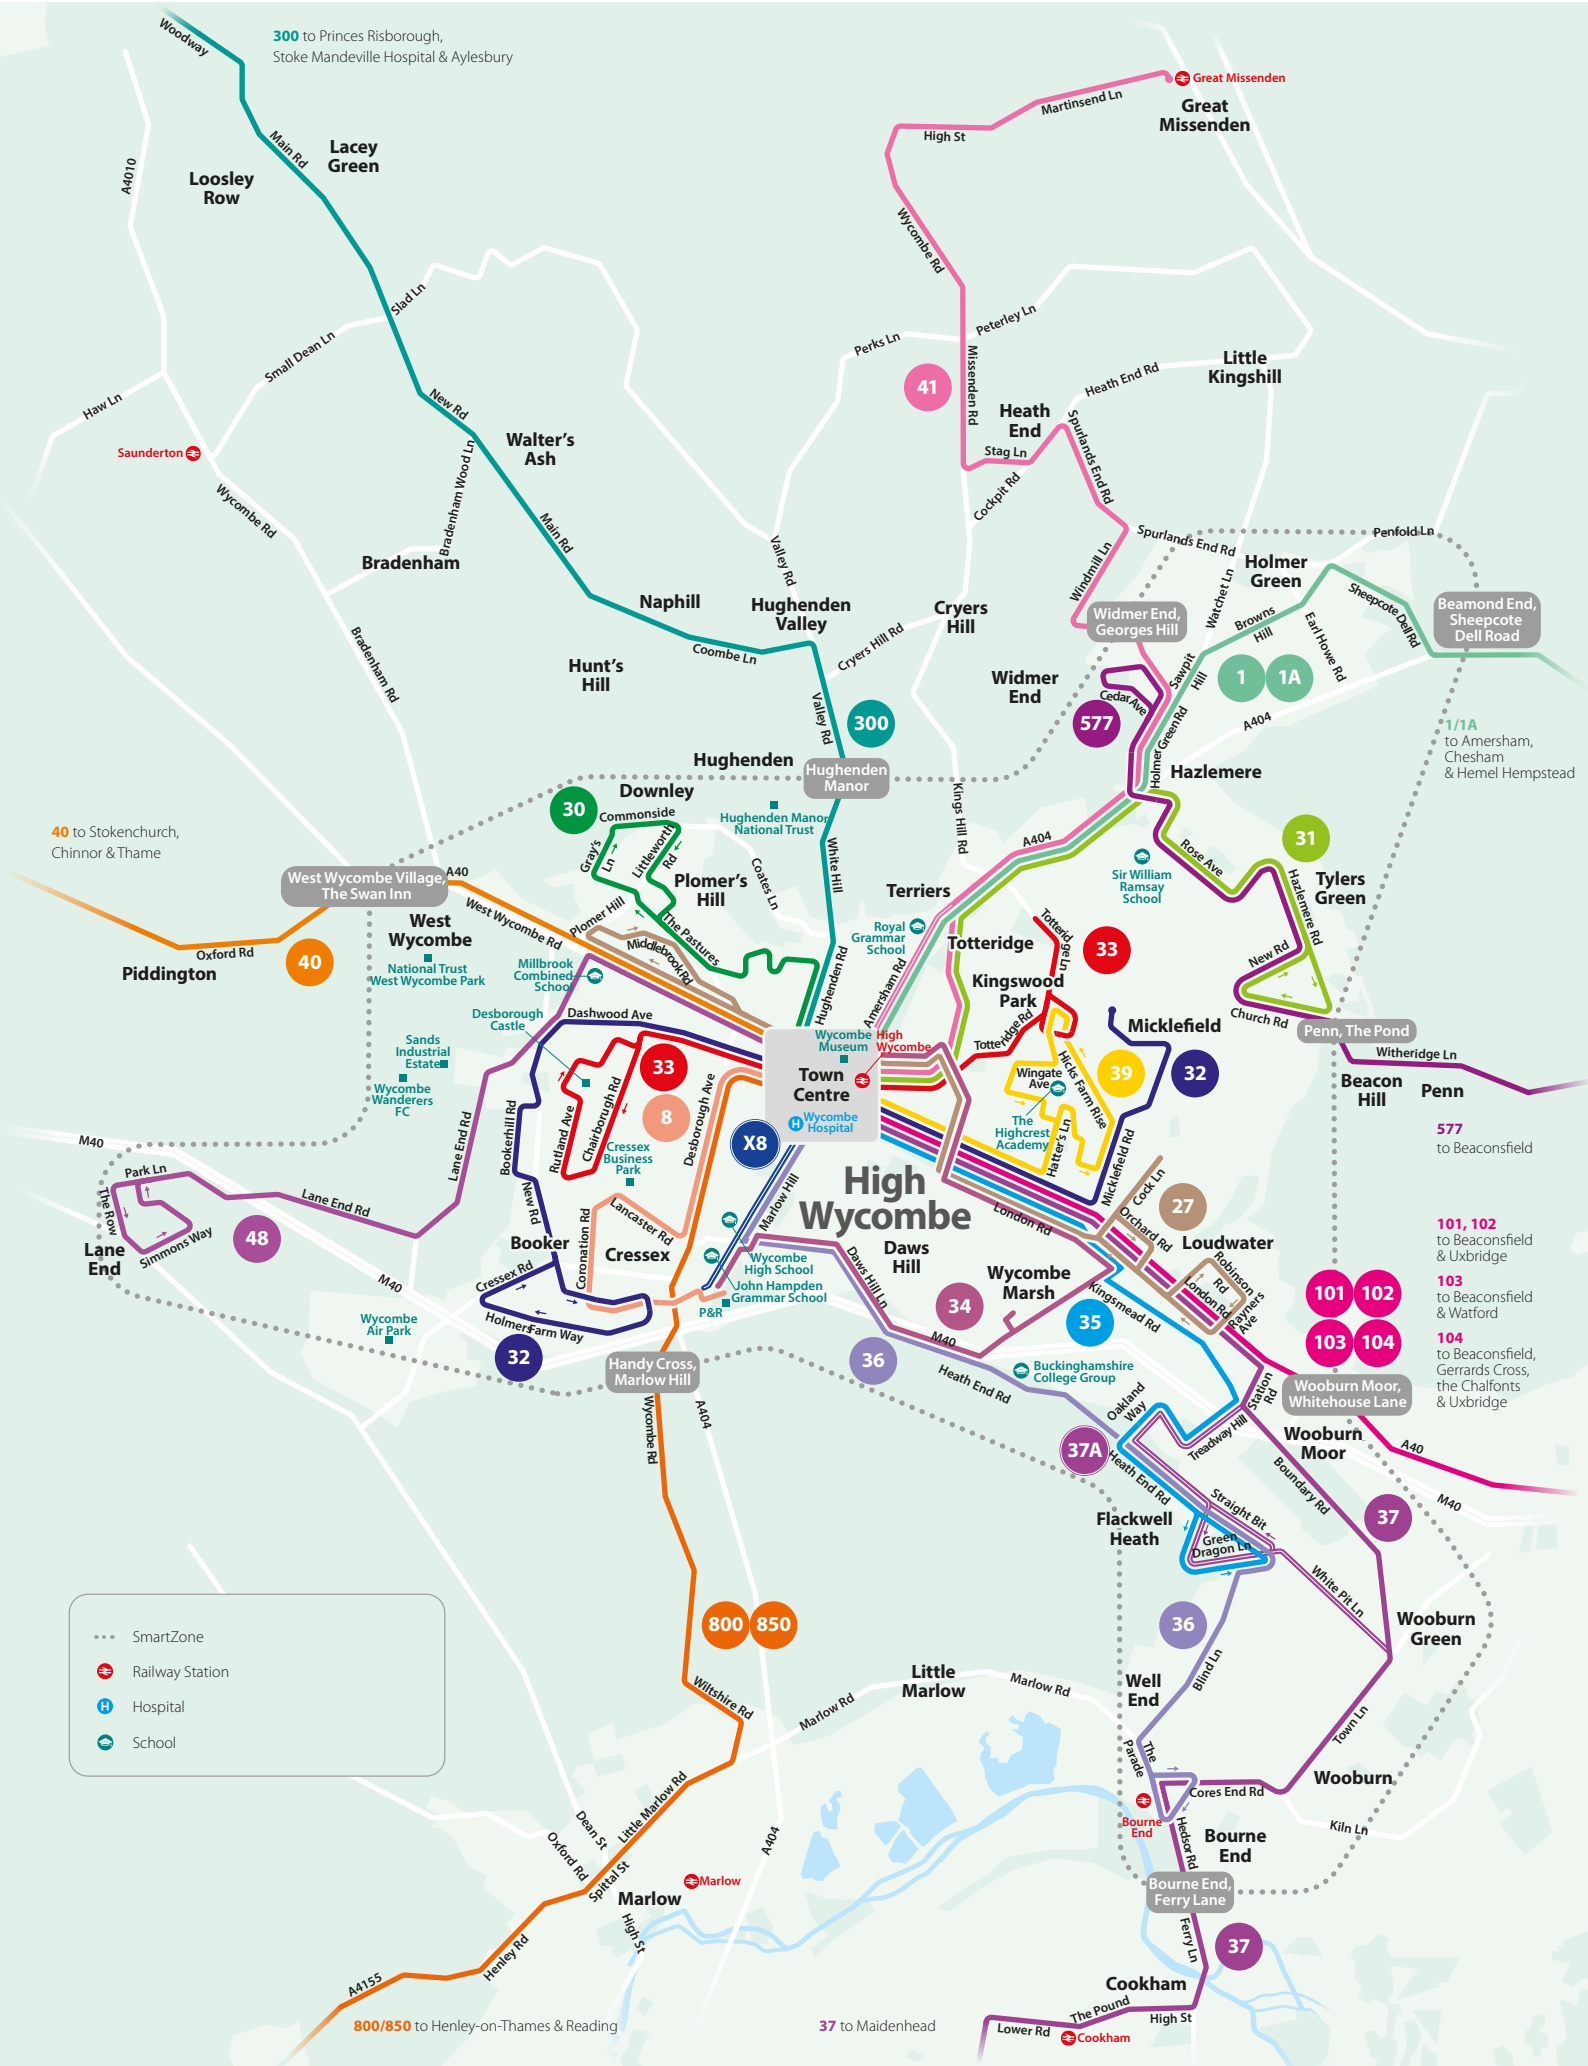 Woodway
300 to Princes Risborough,
Stoke Mandeville Hospital & Aylesbury
Great Missenden
Great
Missenden
Martinsend Ln
High St
Main Rd
Lacey
Green
Loosley
Row
A4010
Wycombe Rd
Slad Ln
Small Dean Ln
Peterley Ln
Perks Ln
Missenden Rd
41
Little
Kingshill
Heath End Rd
Haw Ln
New Rd
Heath
End
Spurlands End Rd
Stag Ln
Cockpit Rd
Saunderton
Walter's
Ash
Bradenham Wood Ln
Wycombe Rd
Main Rd
Bradenham
Valley Rd
Windmill Ln
Spurlands End Rd
Penfold Ln
Holmer
Green
Watchet Ln
Browns
Hill
Sheepcote Dell Rd
Earl Howe Rd
Beamond End,
Sheepcote
Dell Road
Naphill
Hughenden
Valley
Cryers
Hill
Widmer End,
Georges Hill
Coombe Ln
Cryers Hill Rd
Bradenham Rd
Hunt's
Hill
Widmer
End
Sawpit
Hill
1
1A
Cedar Ave
577
Valley Rd
300
A404
Holmer Green Rd
1/1A
to Amersham,
Chesham
& Hemel Hempstead
Hughenden
Hughenden
Manor
Hazlemere
Downley
30
Commonside
Hughenden Manor
National Trust
Kings Hill Rd
A404
31
40 to Stokenchurch,
Chinnor & Thame
Gray's
Ln
Littleworth
Rd
White Hill
Coates Ln
Rose Ave
Sir William
Ramsay
School
Hazlemere Rd
Tylers
Green
West Wycombe Village,
The Swan Inn
A40
Plomer's
Hill
Terriers
West Wycombe Rd
Plomer Hill
The Pastures
Royal
Grammar
School
Totteridge
Totteridge Ln
33
West
Wycombe
Oxford Rd
Piddington
40
National Trust
West Wycombe Park
Middlebrook Rd
Millbrook
Combined
School
Hughenden Rd
Amersham Rd
Kingswood
Park
New Rd
Church Rd
Penn, The Pond
Desborough
Castle
Dashwood Ave
Totteridge Rd
Micklefield
Witheridge Ln
Beacon
Hill
Penn
Sands
Industrial
Estate
Wycombe
Wanderers
FC
Wycombe
Museum
High
Wycombe
Town
Centre
Wycombe
Hospital
33
8
Hicks Farm Rise
Wingate
Ave
39
32
The
Highcrest
Academy
Hatter's Ln
Micklefield Rd
577
to Beaconsfield
M40
Lane End Rd
Bookerhill Rd
Rutland Ave
Chairborough Rd
Desborough Ave
X8
Cressex
Business
Park
Park Ln
The Row
Lane End Rd
Simmons Way
Lane
End
48
New Rd
Lancaster Rd
Coronation Rd
Marlow Hill
High
Wycombe
London Rd
Cock Ln
27
Orchard Rd
Loudwater
101, 102
to Beaconsfield
& Uxbridge
103
to Beaconsfield
& Watford
104
to Beaconsfield,
Gerrards Cross,
the Chalfonts
& Uxbridge
101
102
103
104
Booker
Cressex
Wycombe
High School
Daws
Hill
Daws Hill Ln
Wycombe
Marsh
Robinson
Rd
London Rd
Rayners
Ave
M40
Cressex Rd
John Hampden
Grammar School
P&R
34
Kingsmead Rd
35
Wycombe
Air Park
Holmers Farm Way
32
Handy Cross,
Marlow Hill
M40
36
Heath End Rd
Buckinghamshire
College Group
Station
Rd
Wooburn Moor,
Whitehouse Lane
Wycombe Rd
A404
Oakland
Way
Treadway Hill
Wooburn
Moor
A40
37A
Heath End Rd
Boundary Rd
M40
Straight Bit
Flackwell
Heath
Green
Dragon Ln
37
White Pit Ln
SmartZone
Railway Station
Hospital
School
800
850
36
Wooburn
Green
Wiltshire Rd
Little
Marlow
Marlow Rd
Marlow Rd
Well
End
Blind Ln
Town Ln
The
Parade
Cores End Rd
Wooburn
Bourne
End
Hedsor Rd
Bourne
End
Kiln Ln
Little Marlow Rd
Dean St
Oxford Rd
Spittal St
A404
Marlow
Marlow
High St
Bourne End,
Ferry Lane
Ferry Ln
37
Henley Rd
A4155
Cookham
The Pound
High St
Lower Rd
Cookham
800/850 to Henley-on-Thames & Reading
37 to Maidenhead